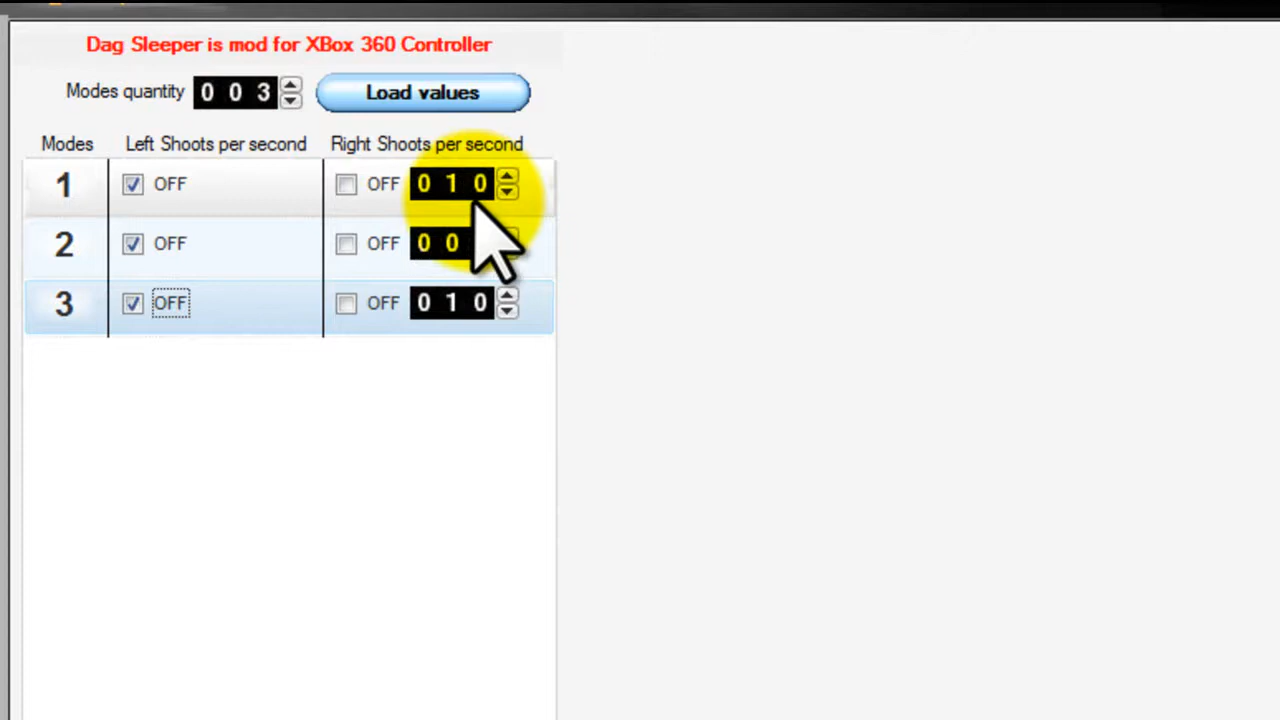 Dag Sleeper is mod for XBox 360 Controller
Modes quantity 0 0 3 Load values
Modes Left Shoots per second Right Shoots per second
1 OFF OFF 0 1 0
2 OFF OFF 0 0
3 OFF OFF 0 1 0